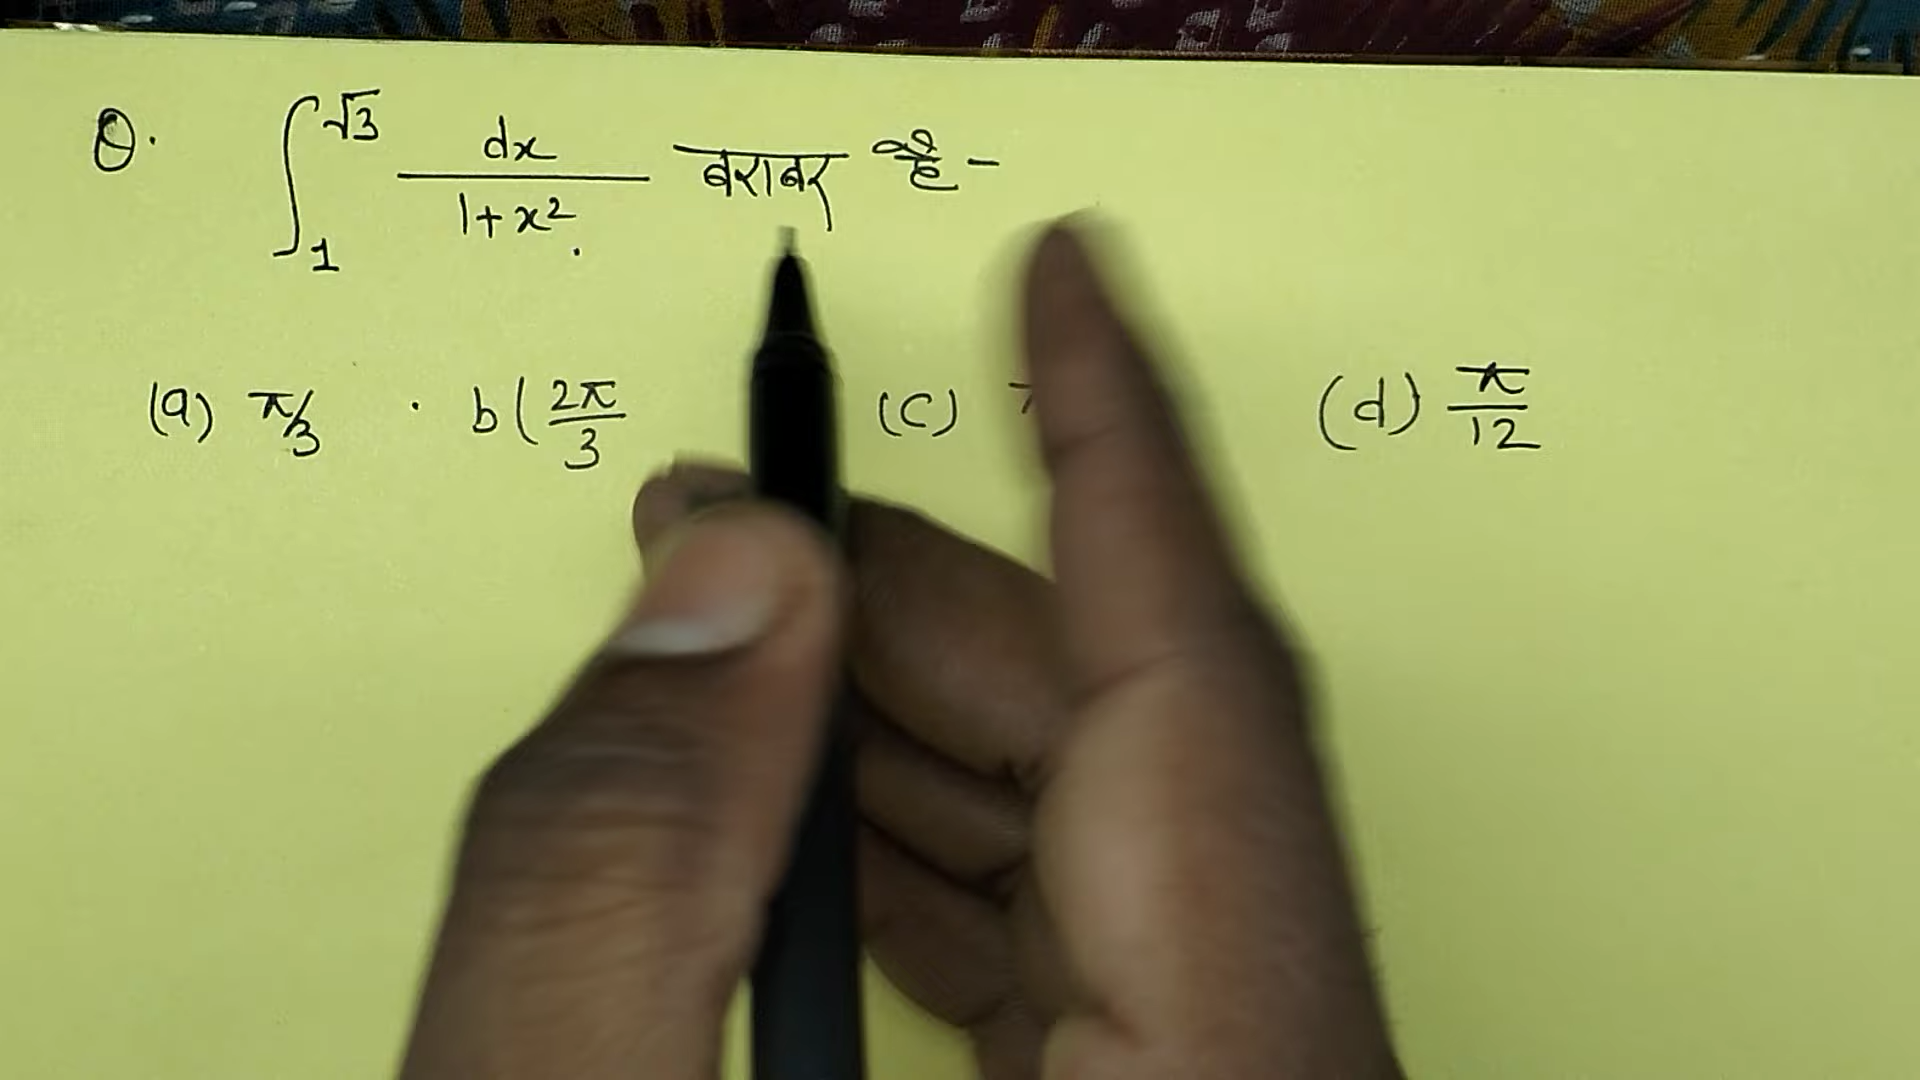 Q. ∫₁^√3 dx/1+x² बराबर है -
(a) π/3 b( 2π/3 (C) (d) π/12